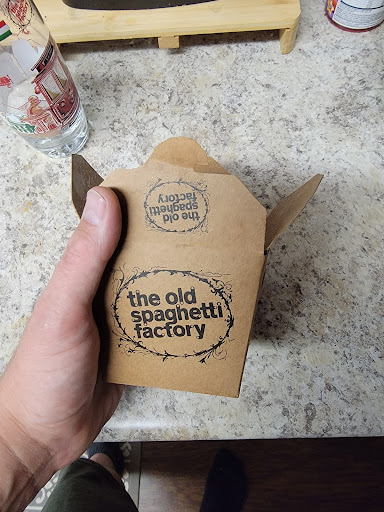 the old
spaghetti
factory
the old
spaghetti
factory